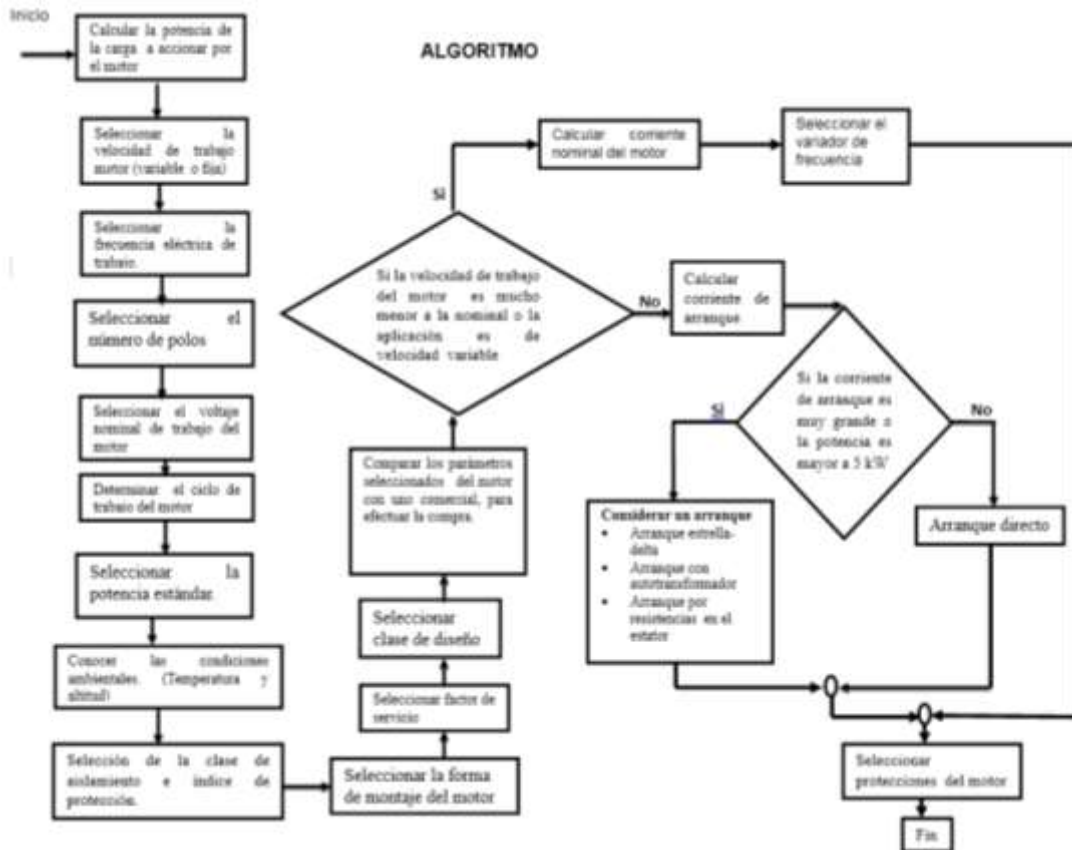 Inicio
Calcular la potencia de
la carga a accionar por
el motor
ALGORITMO
Seleccionar la
velocidad de trabajo
motor (variable o fija)
Seleccionar la
frecuencia eléctrica de
trabajo.
Seleccionar el
número de polos
Seleccionar el voltaje
nominal de trabajo del
motor
Determinar el ciclo de
trabajo del motor
Seleccionar la
potencia estándar
Conocer las condiciones
ambientales. (Temperatura y
altitud)
Selección de la clase de
aislamiento e índice de
protección.
Seleccionar la forma
de montaje del motor
Seleccionar factor de
servicio
Seleccionar
clase de diseño
Comparar los parámetros
seleccionados del motor
con uno comercial, para
efectuar la compra.
Si la velocidad de trabajo
del motor es mucho
menor a la nominal o la
aplicación es de
velocidad variable
Si
Calcular corriente
nominal del motor
Seleccionar el
variador de
frecuencia
No
Calcular
corriente de
arranque
Si la corriente
de arranque es
muy grande o
la potencia es
mayor a 5 kW
Si
Considerar un arranque
• Arranque estrella-
delta
• Arranque con
autotransformador
• Arranque por
resistencias en el
estator
No
Arranque directo
Seleccionar
protecciones del motor
Fin